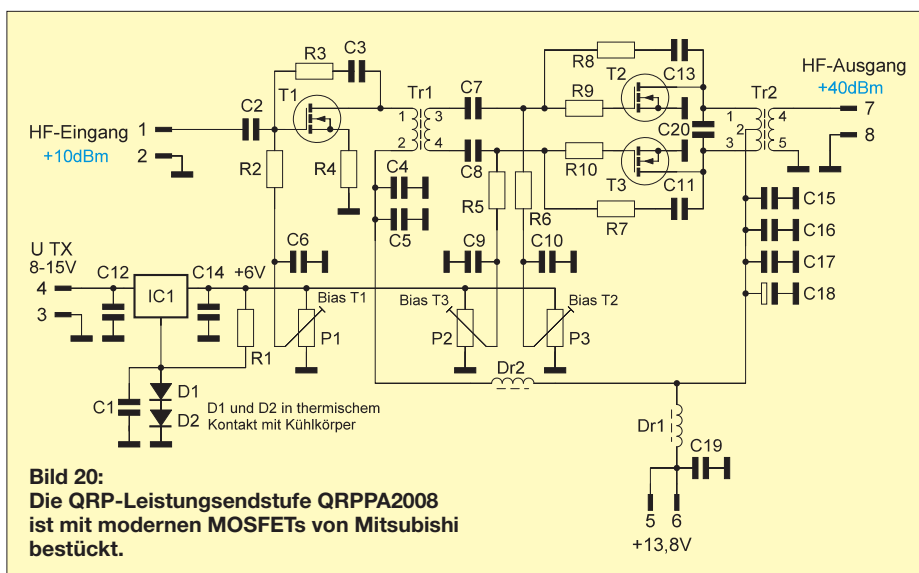 C3
R3
T1
C2
HF-Eingang
+10dBm
1
2
R2
R4
Tr1
1
2
3
4
C7
C8
C4
C5
R5
R6
R8
C13
T2
R9
R10
T3
C11
R7
C20
Tr2
1
2
3
4
5
HF-Ausgang
+40dBm
7
8
C15
C16
C17
C18
U TX
8-15V
4
3
C12
IC1
C14
+6V
R1
C6
Bias T1
P1
C9
C10
Bias T3
P2
Bias T2
P3
Dr2
Dr1
C19
5
6
+13,8V
C1
D1
D2
D1 und D2 in thermischem
Kontakt mit Kühlkörper
Bild 20:
Die QRP-Leistungsendstufe QRPPA2008
ist mit modernen MOSFETs von Mitsubishi
bestückt.